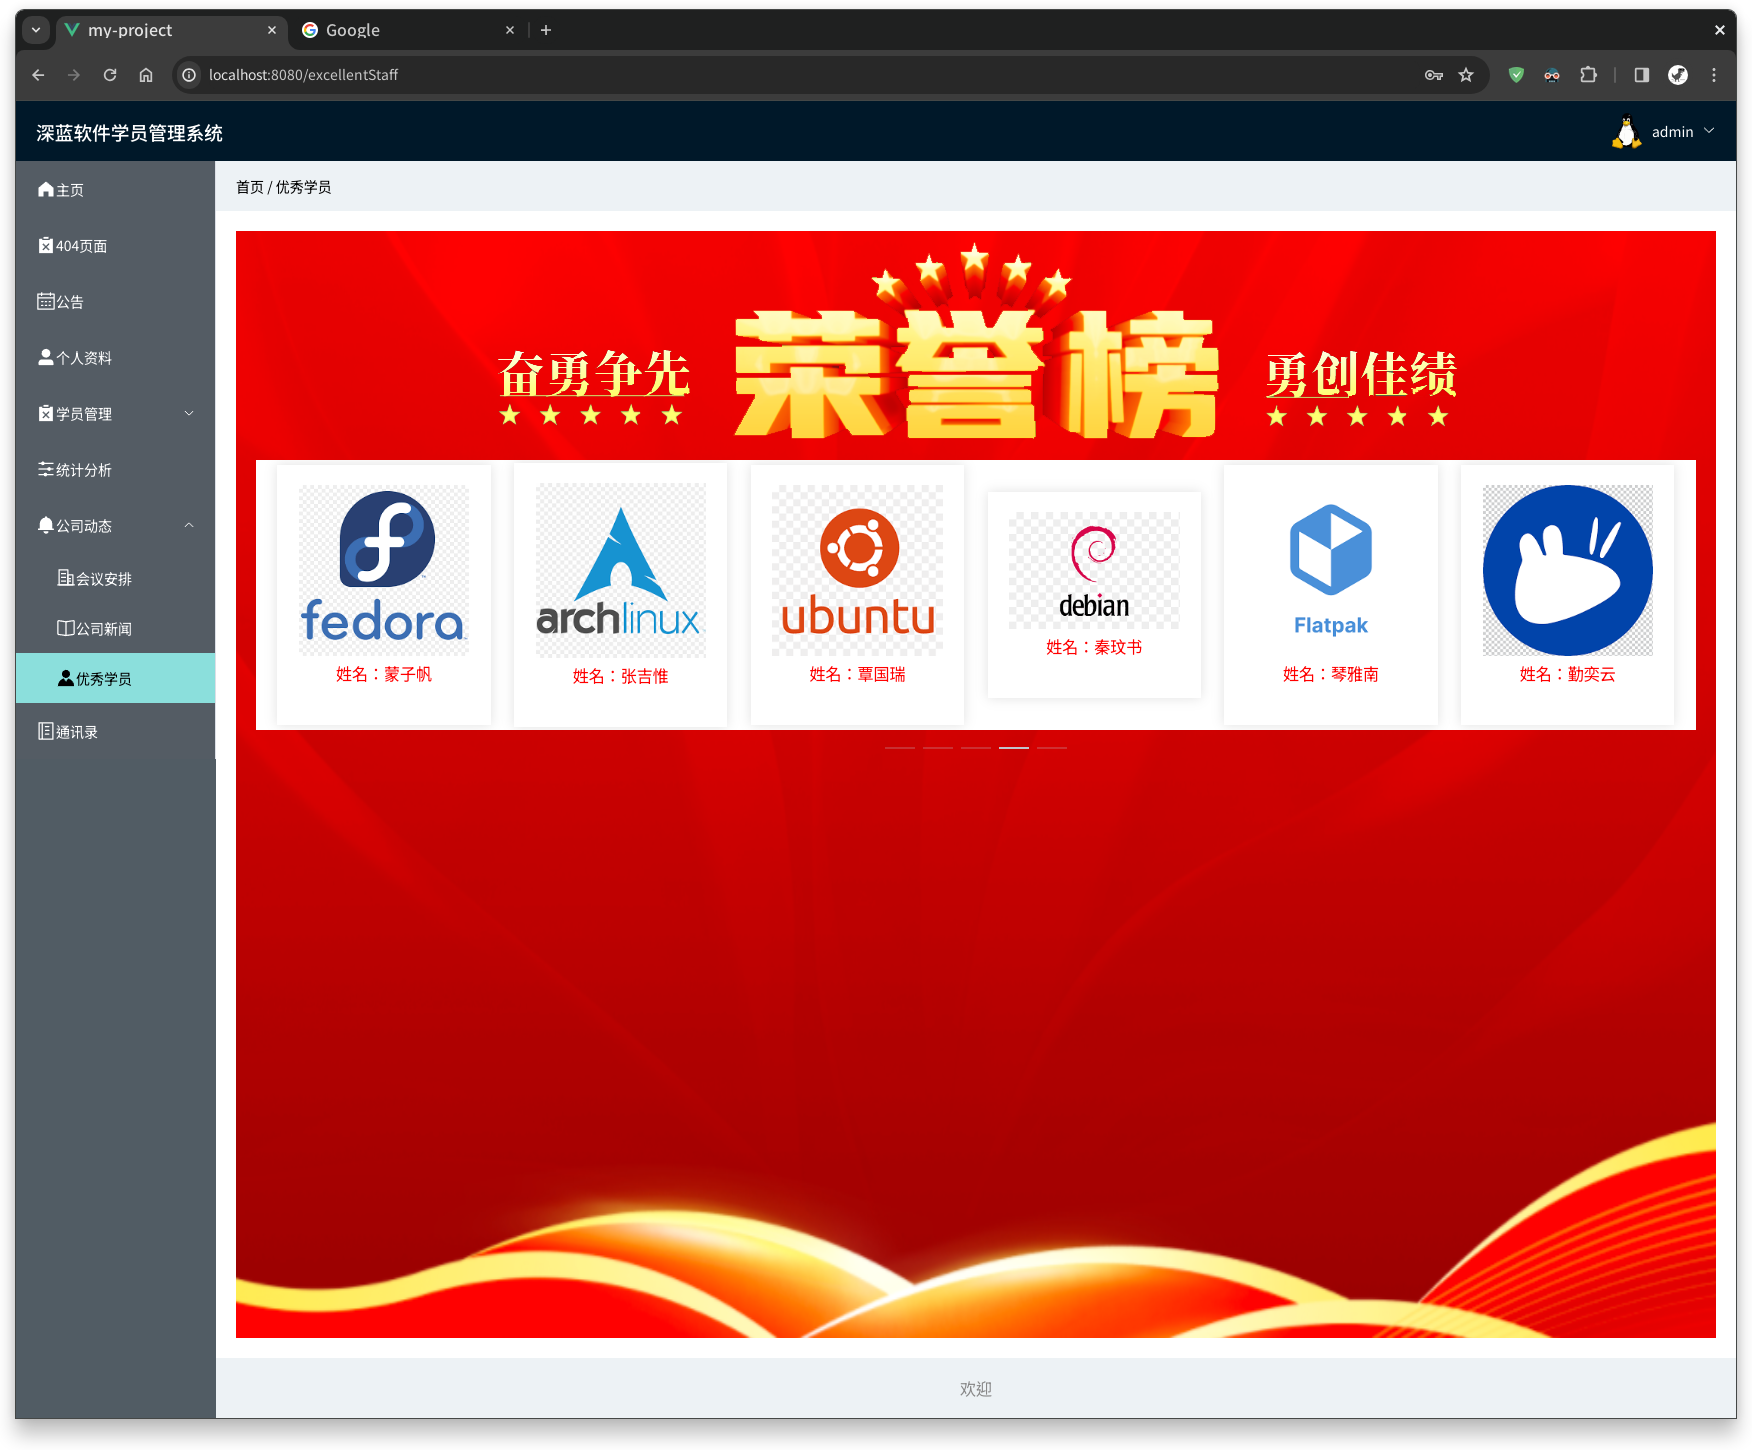 my-project
Google
localhost:8080/excellentStaff
深蓝软件学员管理系统
admin
主页
404页面
公告
个人资料
学员管理
统计分析
公司动态
会议安排
公司新闻
优秀学员
通讯录
首页 / 优秀学员
奋勇争先
荣誉榜
勇创佳绩
fedora
archlinux
ubuntu
debian
Flatpak
姓名：蒙子帆
姓名：张吉惟
姓名：覃国瑞
姓名：秦玟书
姓名：琴雅南
姓名：勤奕云
欢迎